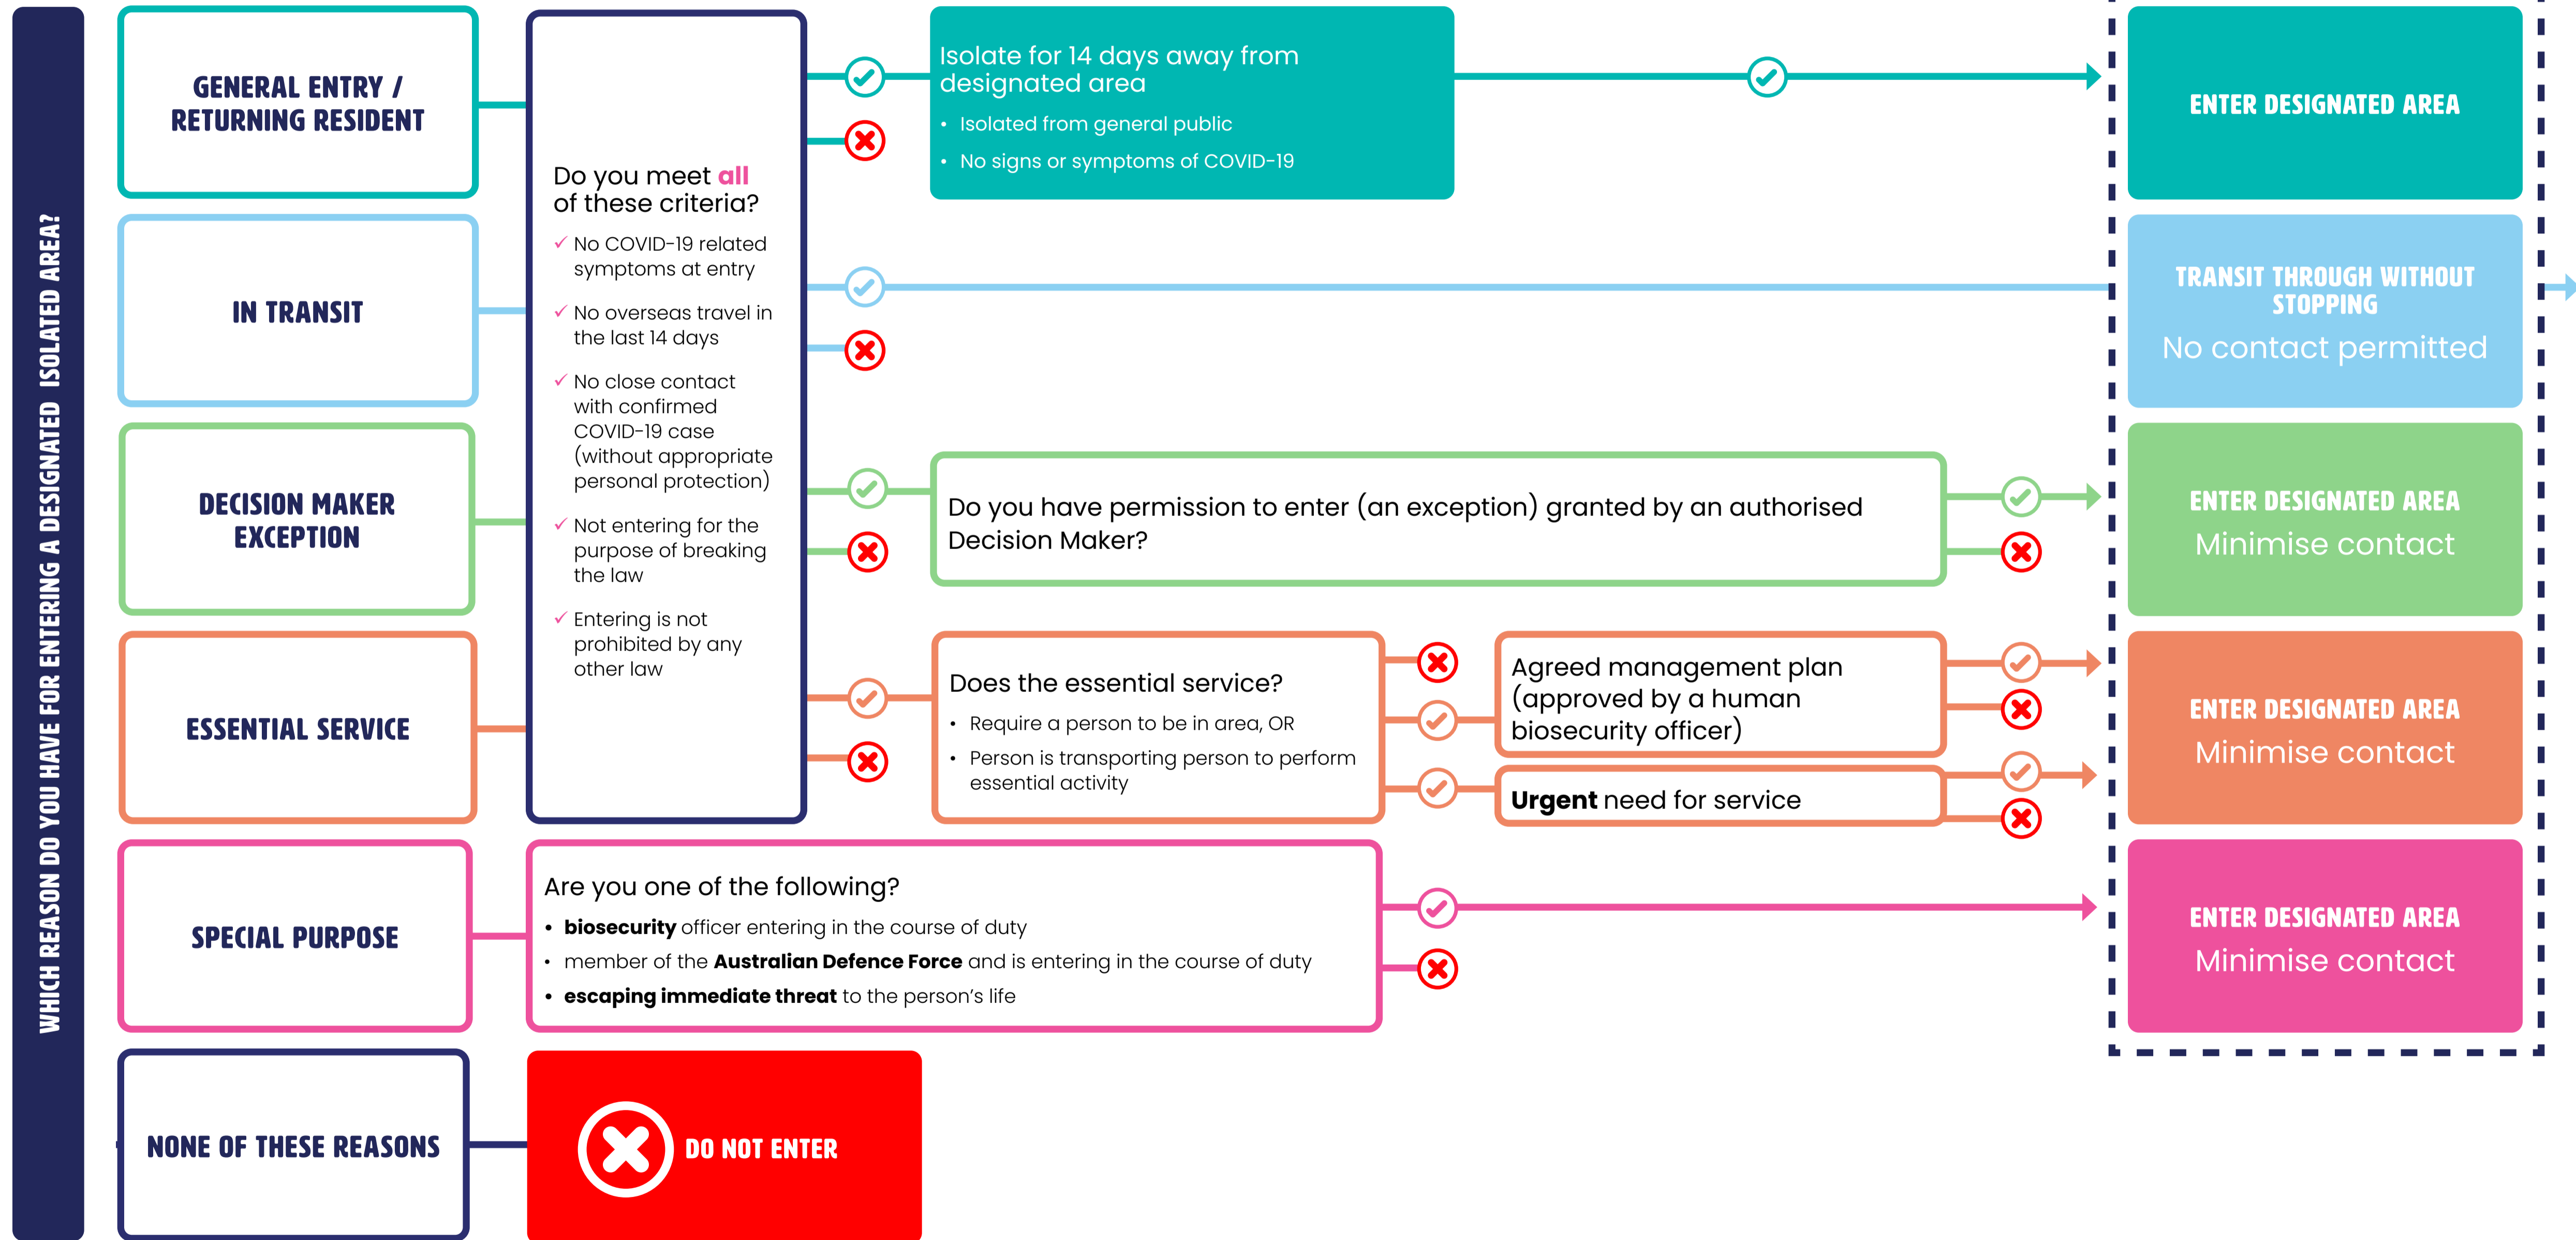 WHICH REASON DO YOU HAVE FOR ENTERING A DESIGNATED ISOLATED AREA?
GENERAL ENTRY /
RETURNING RESIDENT
IN TRANSIT
DECISION MAKER
EXCEPTION
ESSENTIAL SERVICE
SPECIAL PURPOSE
NONE OF THESE REASONS
Do you meet all
of these criteria?
No COVID-19 related
symptoms at entry
No overseas travel in
the last 14 days
No close contact
with confirmed
COVID-19 case
(without appropriate
personal protection)
Not entering for the
purpose of breaking
the law
Entering is not
prohibited by any
other law
Isolate for 14 days away from
designated area
• Isolated from general public
• No signs or symptoms of COVID-19
Do you have permission to enter (an exception) granted by an authorised
Decision Maker?
Does the essential service?
• Require a person to be in area, OR
• Person is transporting person to perform
essential activity
Agreed management plan
(approved by a human
biosecurity officer)
Urgent need for service
Are you one of the following?
• biosecurity officer entering in the course of duty
• member of the Australian Defence Force and is entering in the course of duty
• escaping immediate threat to the person's life
DO NOT ENTER
ENTER DESIGNATED AREA
TRANSIT THROUGH WITHOUT
STOPPING
No contact permitted
ENTER DESIGNATED AREA
Minimise contact
ENTER DESIGNATED AREA
Minimise contact
ENTER DESIGNATED AREA
Minimise contact